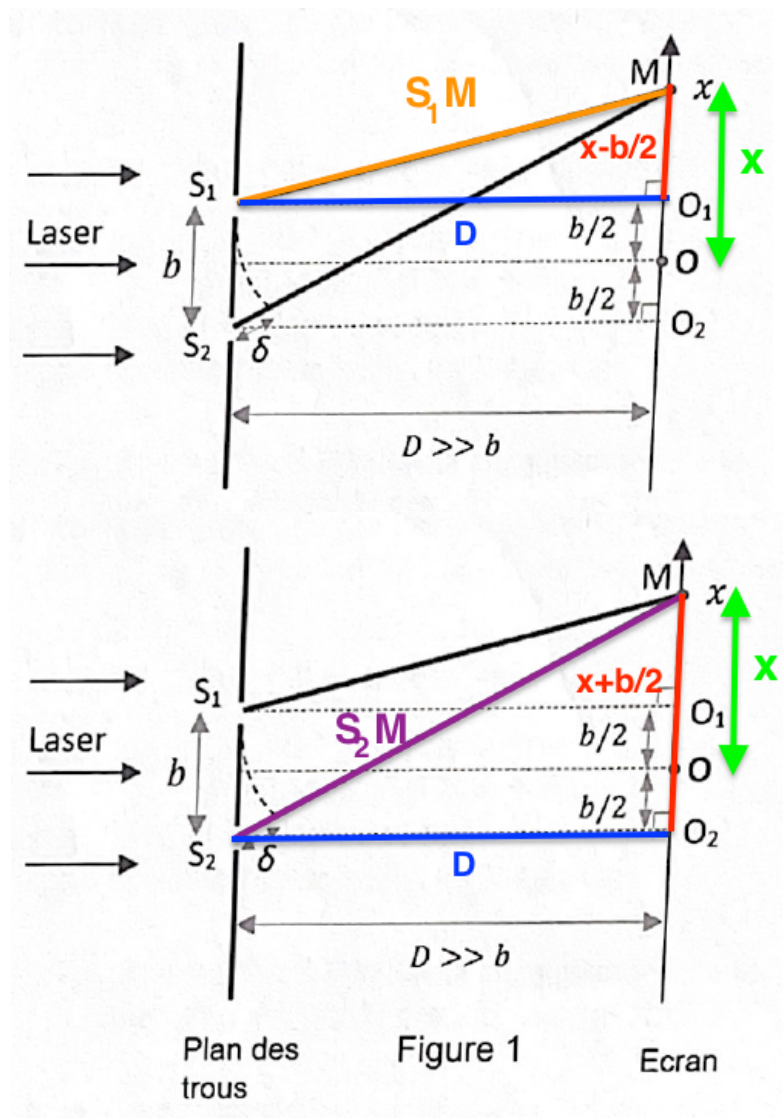 M x
S1M
x-b/2
x
S1
O1
D
b/2
Laser
b
O
b/2
S2
δ
O2
D >> b
M x
x+b/2
x
S1
O1
S2M
b/2
Laser
b
O
b/2
S2
δ
O2
D
D >> b
Plan des
trous
Figure 1
Ecran